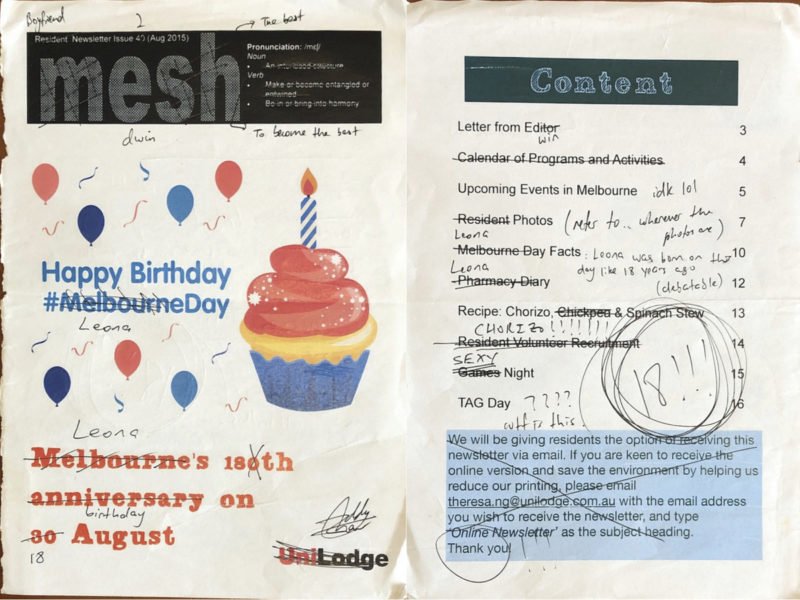 Boyfriend
2
→ The best
Resident Newsletter Issue 40 (Aug 2015)
mesh
Pronunciation: /mɛʃ/
Noun
• An interlaced structure
Verb
• Make or become entangled or
entwined
• Be in or bring into harmony
dwin
To become the best
Happy Birthday
#MelbourneDay
Leona
Leona
Melbourne's 180th
anniversary on
birthday
30 August
18
UniLodge
Content
Letter from Editor 3
win
Calendar of Programs and Activities 4
Upcoming Events in Melbourne idk lol 5
Resident Photos (refer to.. wherever the 7
Leona photos are)
Melbourne Day Facts : Leona was born on the 10
Leona day like 18 years ago
Pharmacy Diary (debatable) 12
Recipe: Chorizo, Chickpea & Spinach Stew 13
CHORIZO!!!!!!!
Resident Volunteer Recruitment 14
SEXY
Games Night 15
18!!!
TAG Day ???? 16
wtf is this
We will be giving residents the option of receiving this
newsletter via email. If you are keen to receive the
online version and save the environment by helping us
reduce our printing, please email
theresa.ng@unilodge.com.au with the email address
you wish to receive the newsletter, and type
'Online Newsletter' as the subject heading.
Thank you! !!!